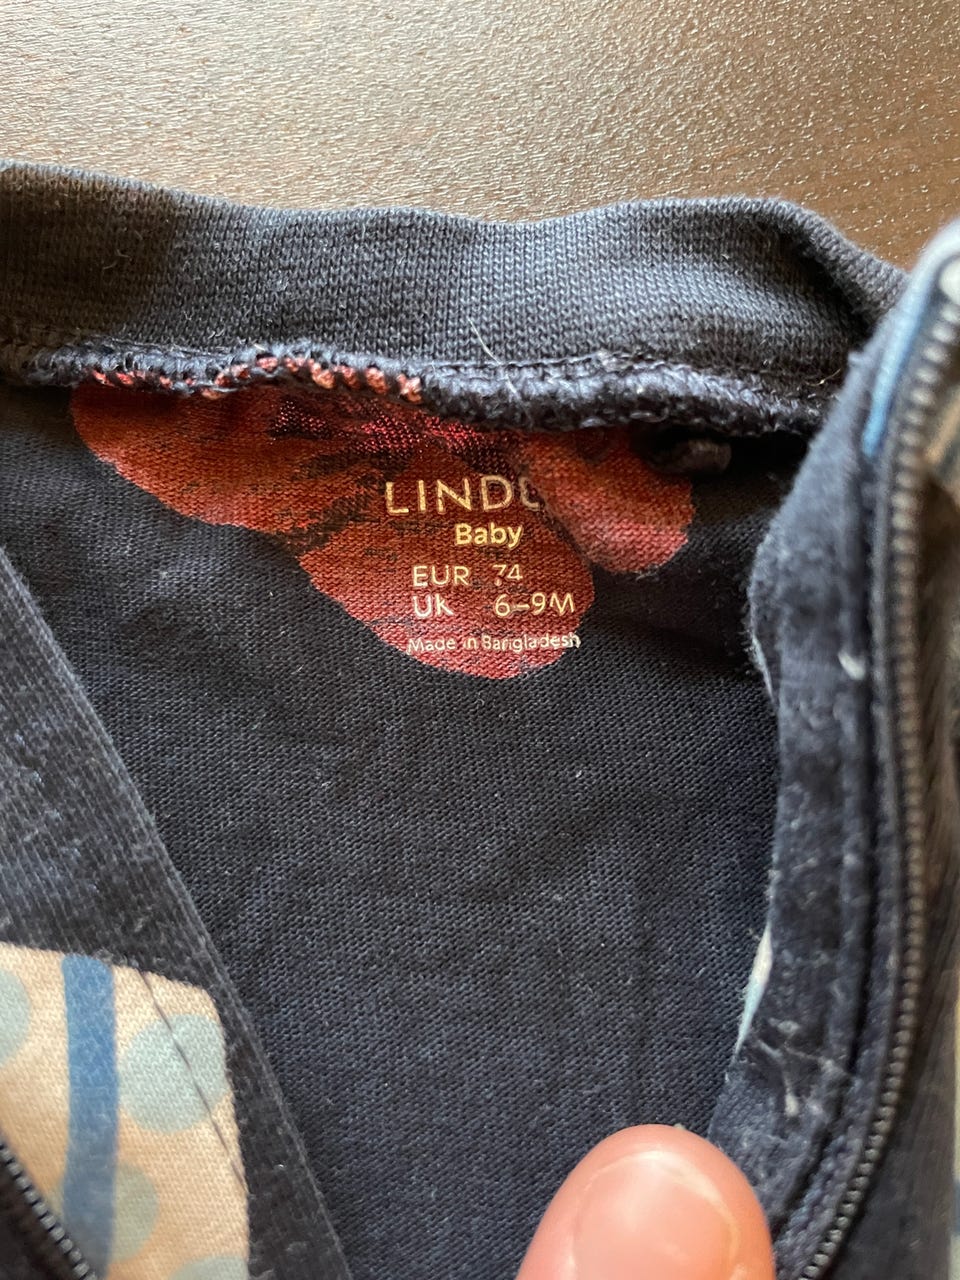 Baby
EUR 74
UK 6–9M
Made in Bangladesh